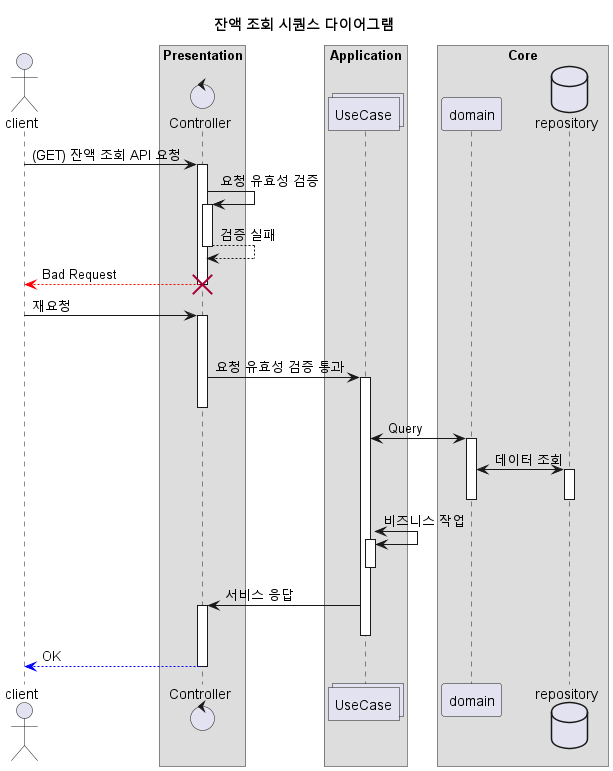 잔액 조회 시퀀스 다이어그램
Presentation
Application
Core
client
Controller
UseCase
domain
repository
(GET) 잔액 조회 API 요청
요청 유효성 검증
검증 실패
Bad Request
재요청
요청 유효성 검증 통과
Query
데이터 조회
비즈니스 작업
서비스 응답
OK
client
Controller
UseCase
domain
repository